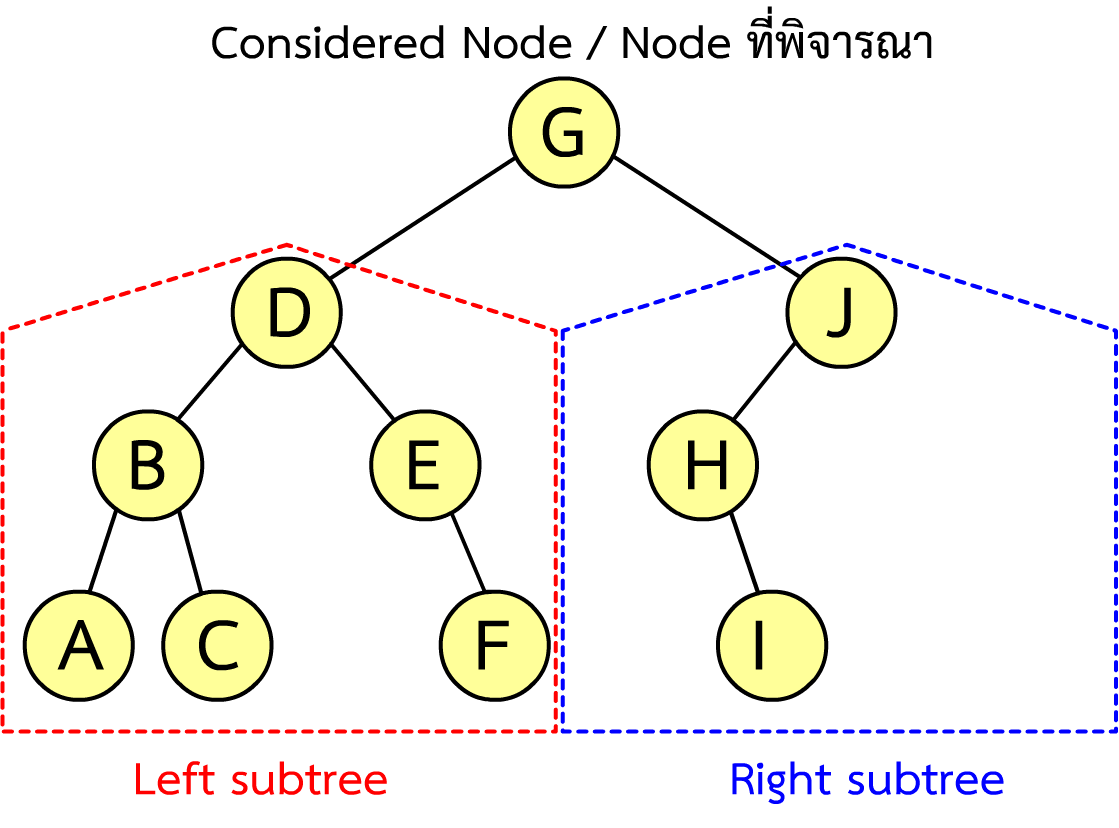 Considered Node / Node ที่พิจารณา
G
D
J
B
E
H
A
C
F
I
Left subtree
Right subtree